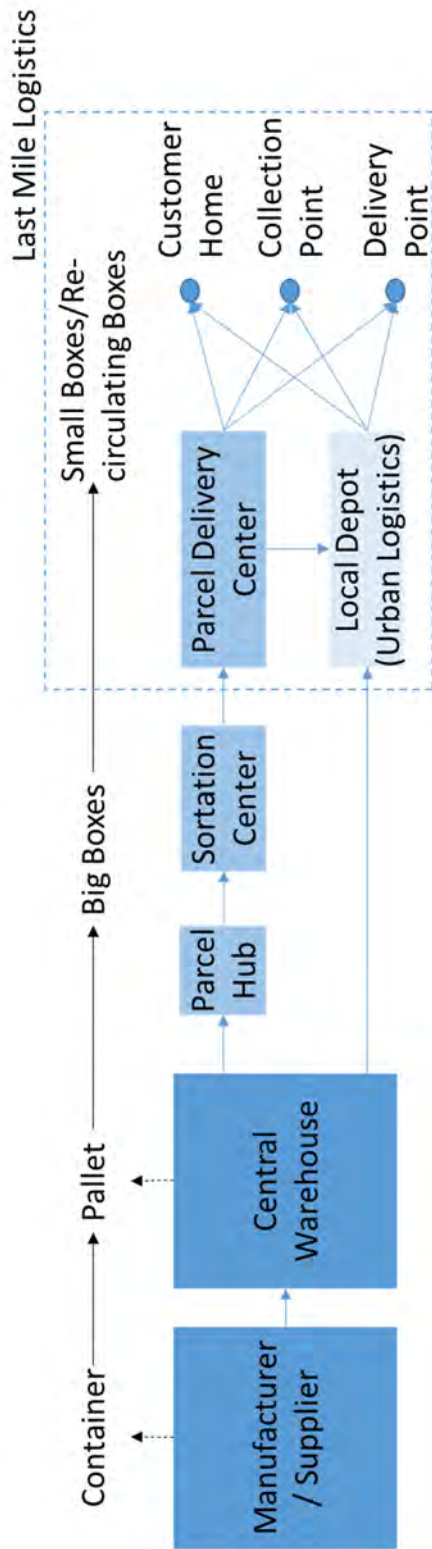 Last Mile Logistics
Container
Pallet
Big Boxes
Small Boxes/Re-
circulating Boxes
Manufacturer
/ Supplier
Central
Warehouse
Parcel
Hub
Sortation
Center
Parcel Delivery
Center
Local Depot
(Urban Logistics)
Customer
Home
Collection
Point
Delivery
Point